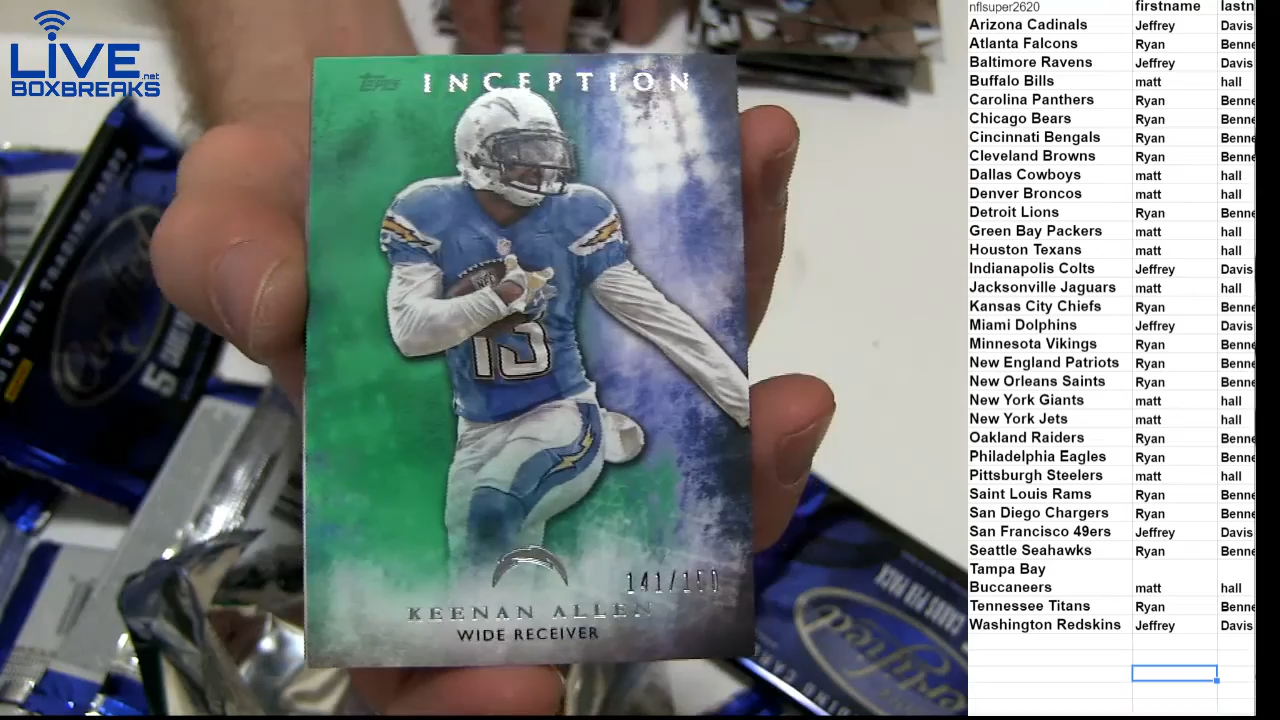 LIVE
.net
BOXBREAKS
TOPPS
INCEPTION
13
141/150
KEENAN ALLEN
WIDE RECEIVER
5
CARDS PER PACK
nflsuper2620 firstname lastn
Arizona Cadinals Jeffrey Davis
Atlanta Falcons Ryan Benne
Baltimore Ravens Jeffrey Davis
Buffalo Bills matt hall
Carolina Panthers Ryan Benne
Chicago Bears Ryan Benne
Cincinnati Bengals Ryan Benne
Cleveland Browns Ryan Benne
Dallas Cowboys matt hall
Denver Broncos matt hall
Detroit Lions Ryan Benne
Green Bay Packers matt hall
Houston Texans matt hall
Indianapolis Colts Jeffrey Davis
Jacksonville Jaguars matt hall
Kansas City Chiefs Ryan Benne
Miami Dolphins Jeffrey Davis
Minnesota Vikings Ryan Benne
New England Patriots Ryan Benne
New Orleans Saints Ryan Benne
New York Giants matt hall
New York Jets matt hall
Oakland Raiders Ryan Benne
Philadelphia Eagles Ryan Benne
Pittsburgh Steelers matt hall
Saint Louis Rams Ryan Benne
San Diego Chargers Ryan Benne
San Francisco 49ers Jeffrey Davis
Seattle Seahawks Ryan Benne
Tampa Bay
Buccaneers matt hall
Tennessee Titans Ryan Benne
Washington Redskins Jeffrey Davis